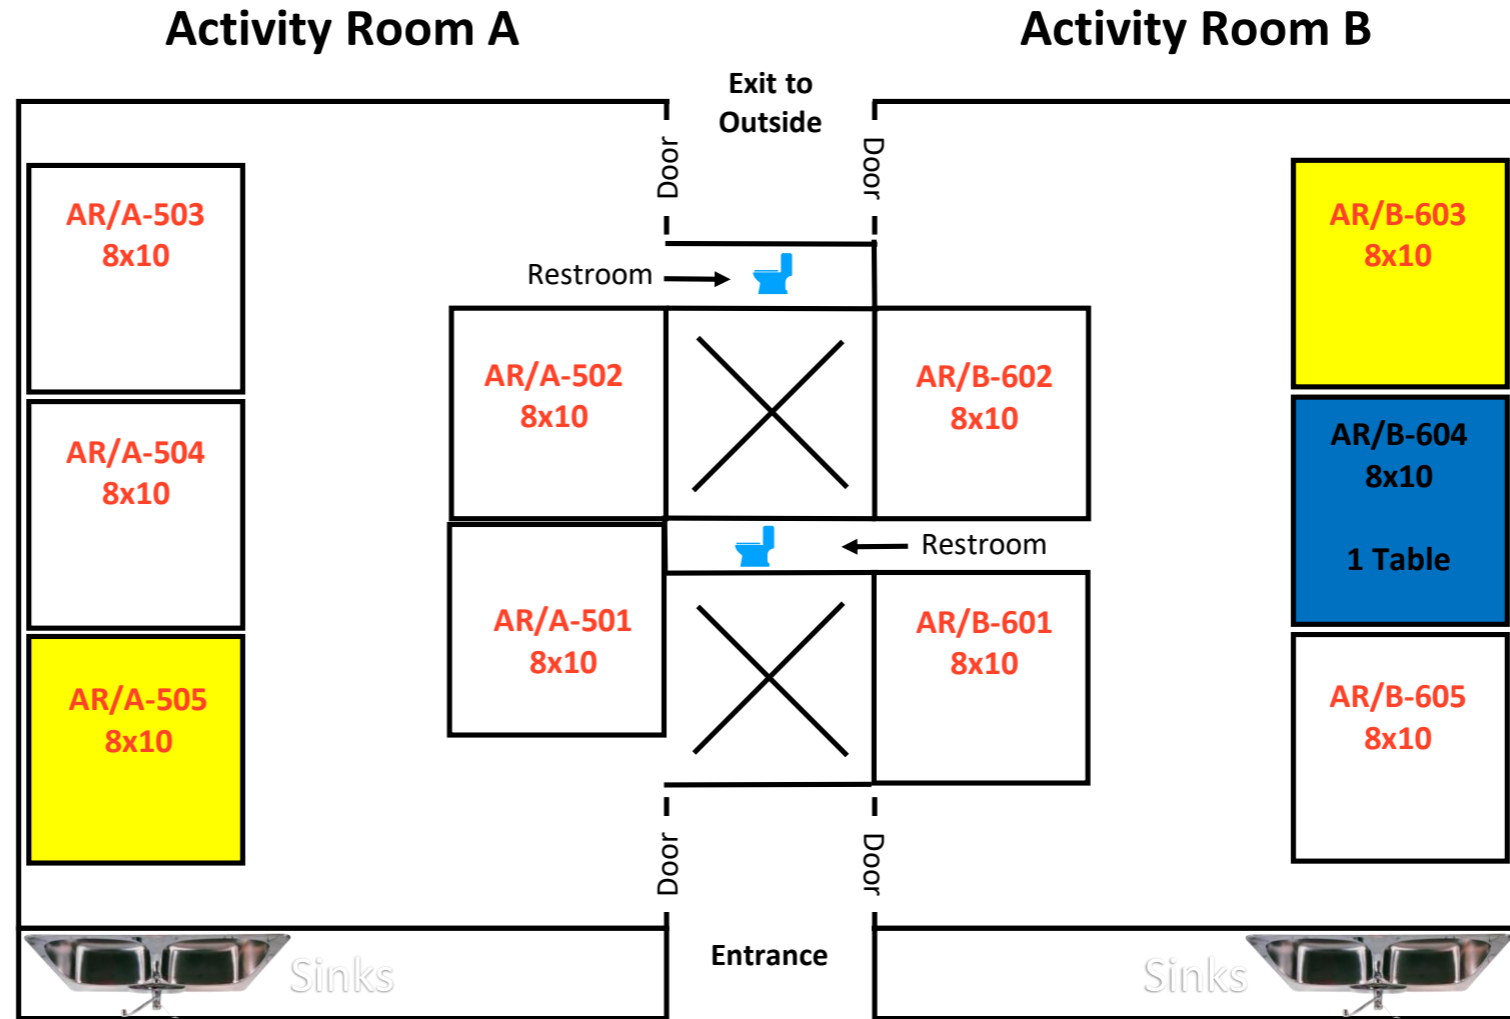 Activity Room A
Activity Room B
Exit to
Outside
Door
Door
AR/A-503
8x10
AR/B-603
8x10
Restroom
AR/A-502
8x10
AR/B-602
8x10
AR/A-504
8x10
AR/B-604
8x10
1 Table
Restroom
AR/A-501
8x10
AR/B-601
8x10
AR/A-505
8x10
AR/B-605
8x10
Door
Door
Entrance
Sinks
Sinks